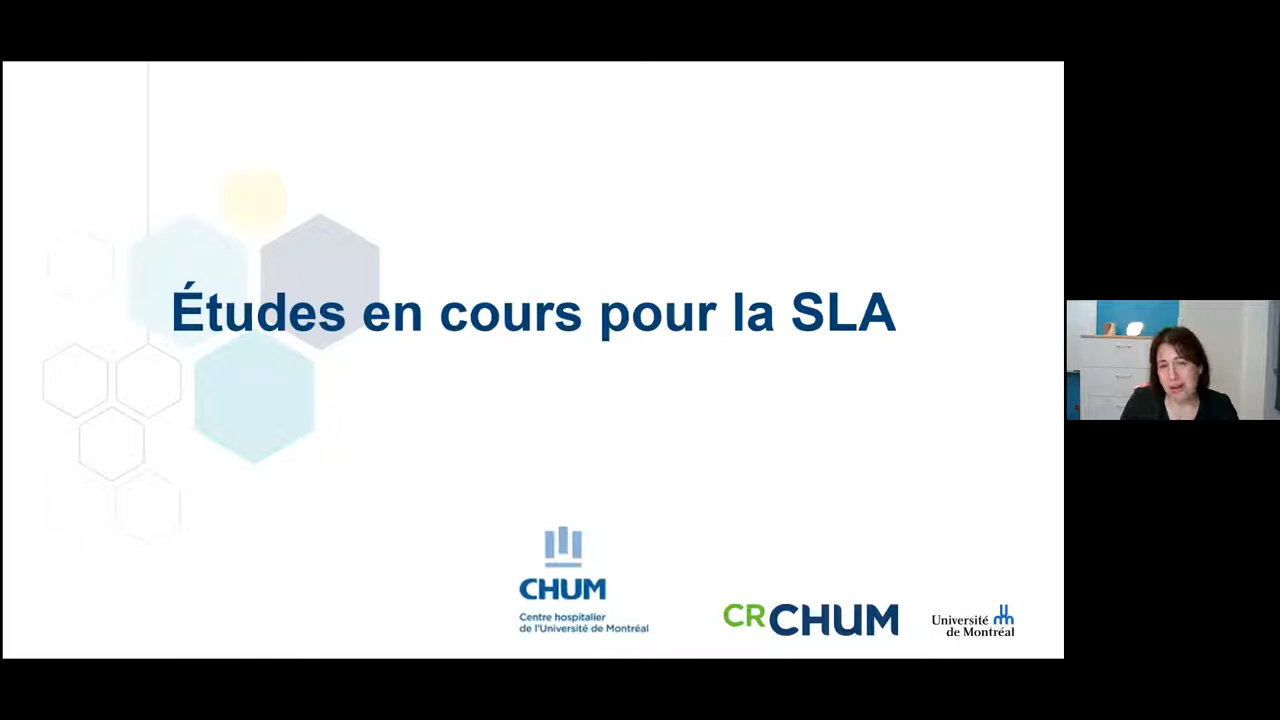 Études en cours pour la SLA
CHUM
Centre hospitalier
de l'Université de Montréal
CRCHUM
Université
de Montréal